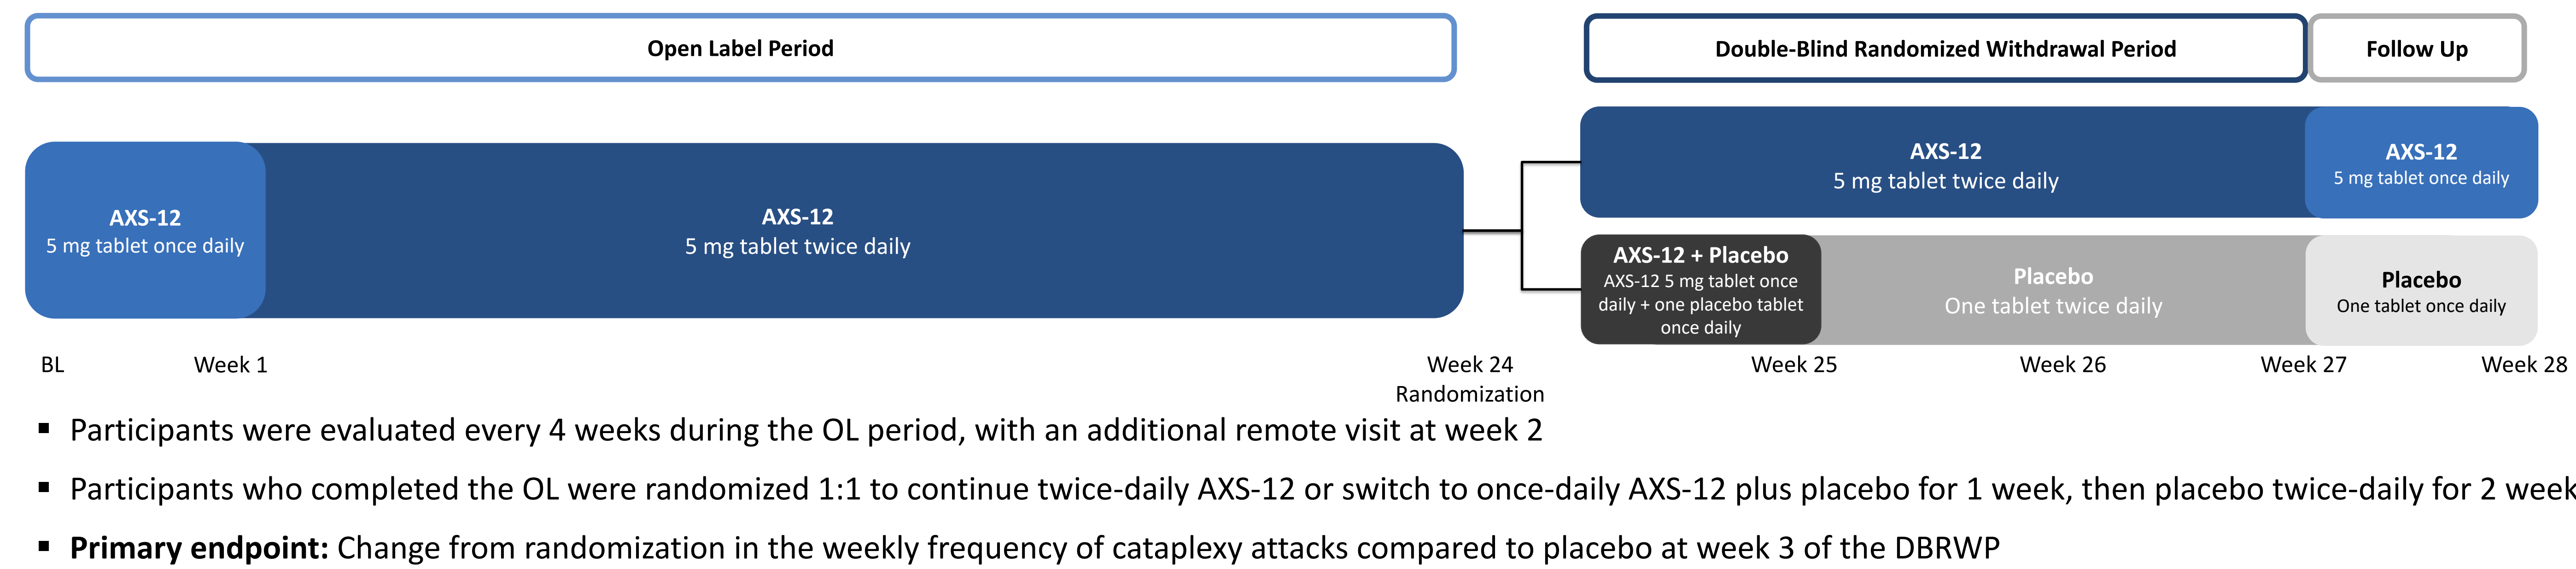 Open Label Period
Double-Blind Randomized Withdrawal Period
Follow Up
AXS-12
5 mg tablet once daily
AXS-12
5 mg tablet twice daily
AXS-12
5 mg tablet twice daily
AXS-12
5 mg tablet once daily
AXS-12 + Placebo
AXS-12 5 mg tablet once
daily + one placebo tablet
once daily
Placebo
One tablet twice daily
Placebo
One tablet once daily
BL
Week 1
Week 24
Randomization
Week 25
Week 26
Week 27
Week 28
▪ Participants were evaluated every 4 weeks during the OL period, with an additional remote visit at week 2
▪ Participants who completed the OL were randomized 1:1 to continue twice-daily AXS-12 or switch to once-daily AXS-12 plus placebo for 1 week, then placebo twice-daily for 2 week
▪ Primary endpoint: Change from randomization in the weekly frequency of cataplexy attacks compared to placebo at week 3 of the DBRWP